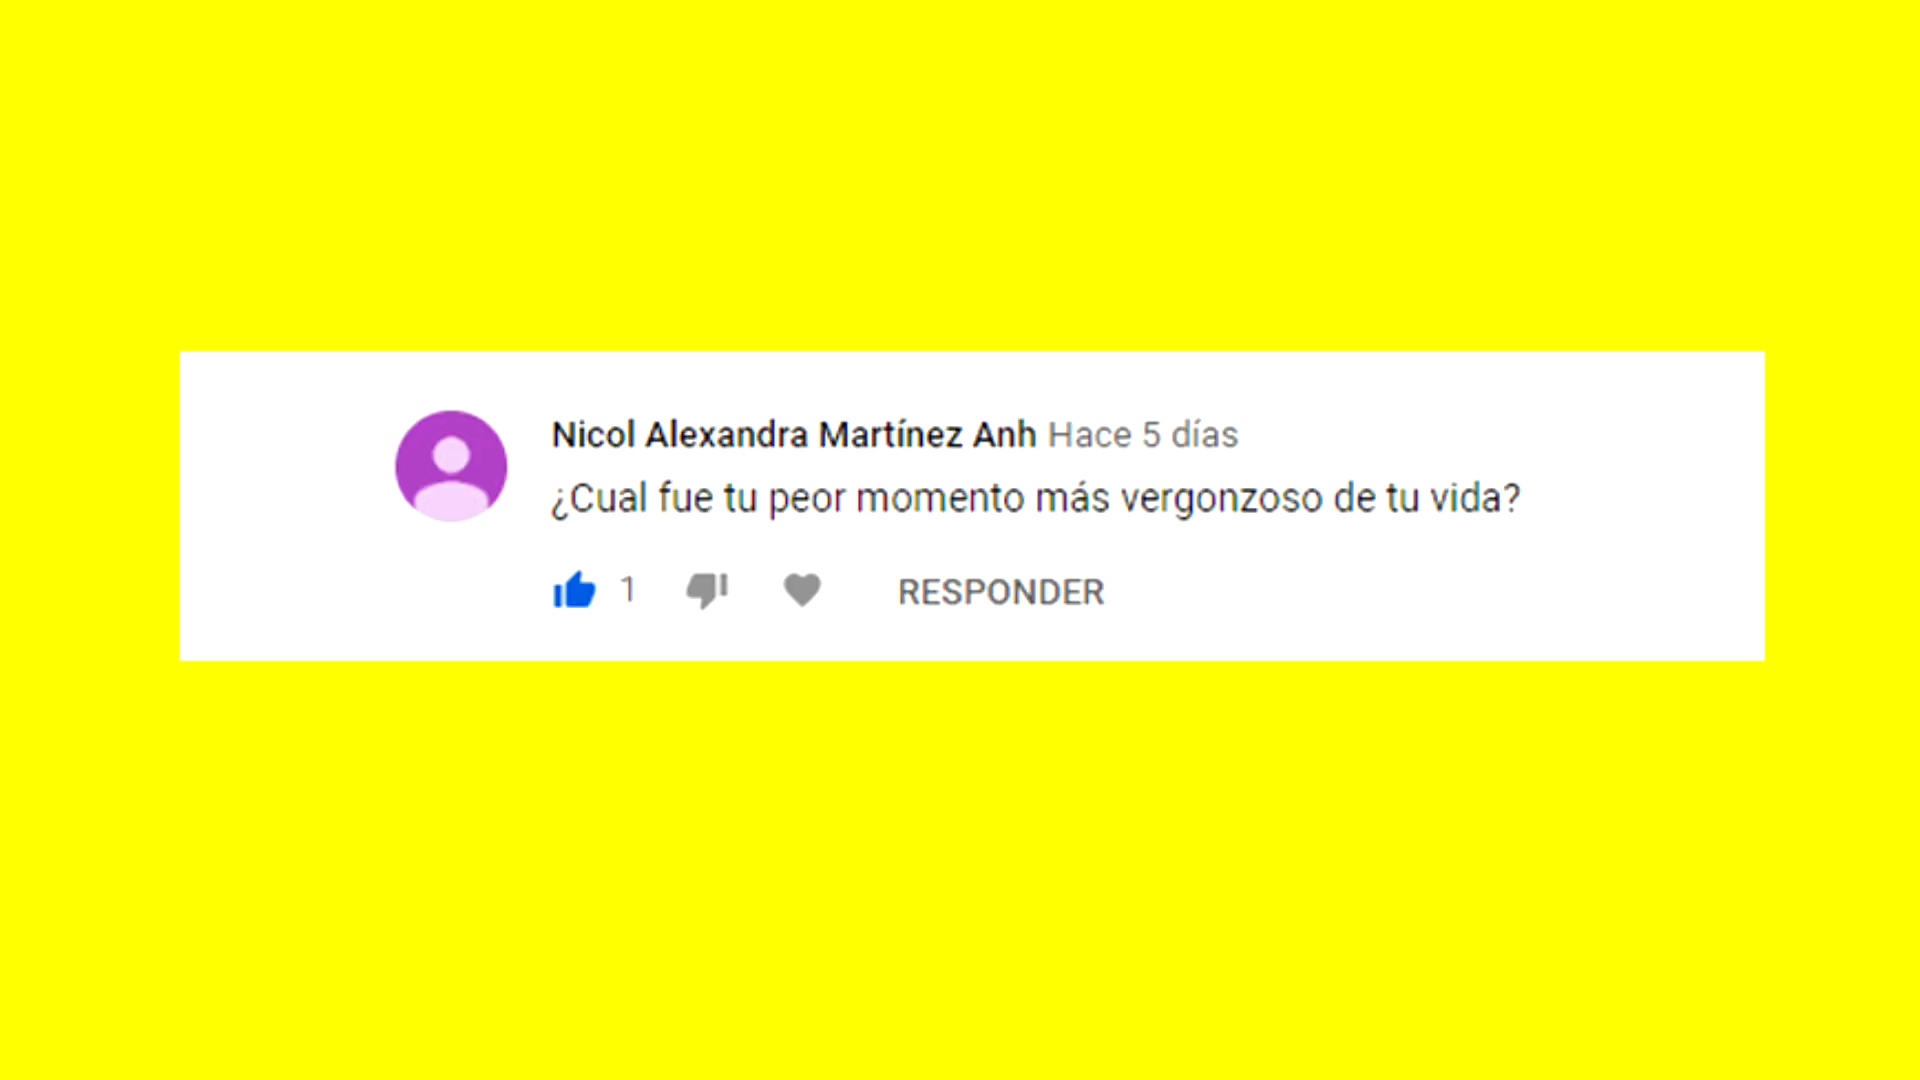 Nicol Alexandra Martínez Anh Hace 5 días
¿Cual fue tu peor momento más vergonzoso de tu vida?
1 RESPONDER